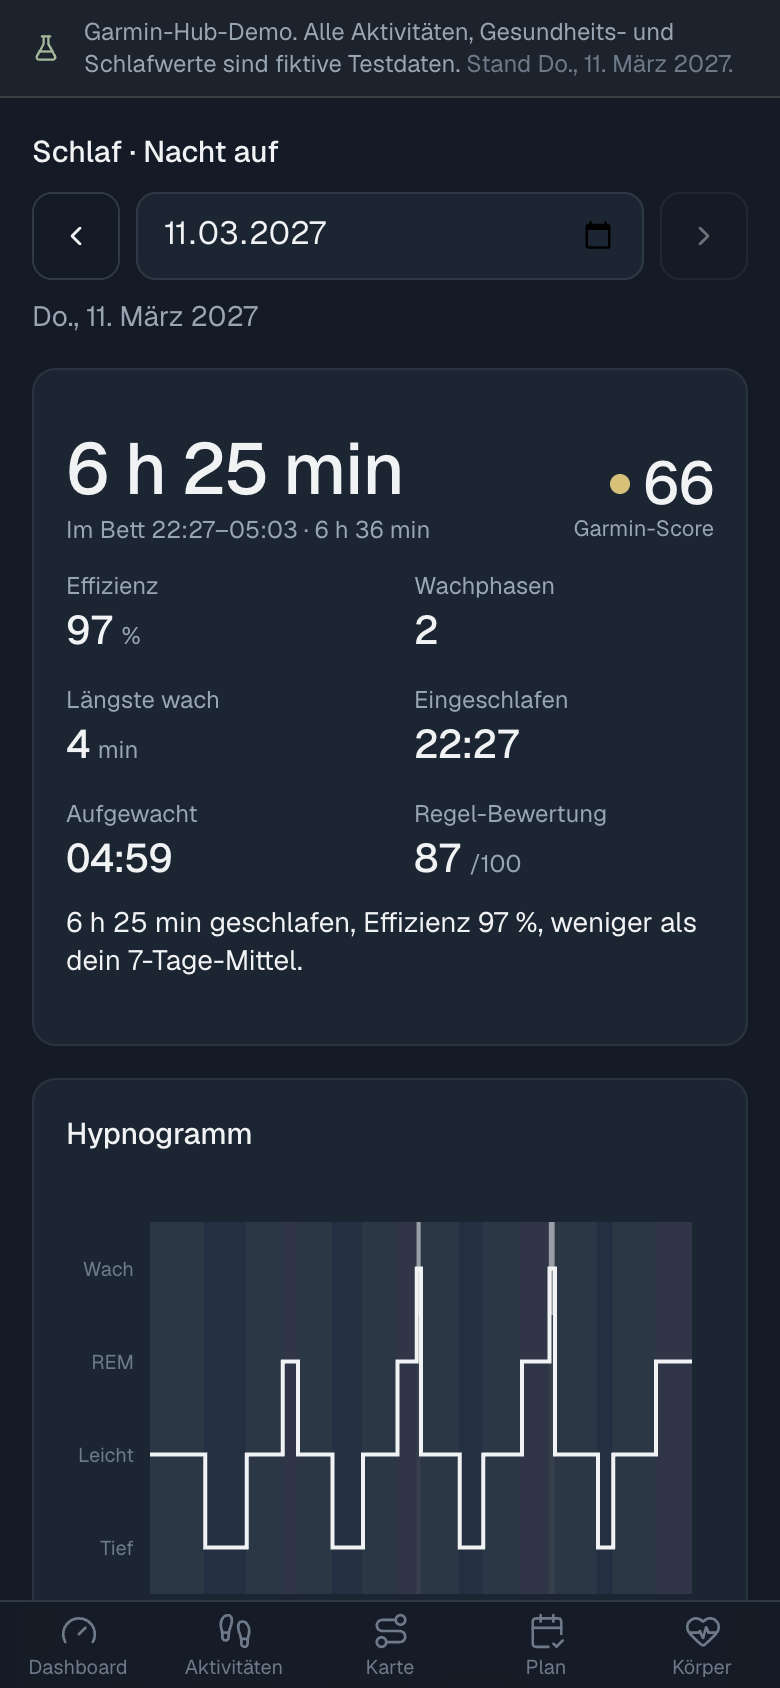 Garmin-Hub-Demo. Alle Aktivitäten, Gesundheits- und
Schlafwerte sind fiktive Testdaten. Stand Do., 11. März 2027.
Schlaf · Nacht auf
11.03.2027
Do., 11. März 2027
6 h 25 min
66
Im Bett 22:27–05:03 · 6 h 36 min
Garmin-Score
Effizienz
Wachphasen
97 %
2
Längste wach
Eingeschlafen
4 min
22:27
Aufgewacht
Regel-Bewertung
04:59
87 /100
6 h 25 min geschlafen, Effizienz 97 %, weniger als
dein 7-Tage-Mittel.
Hypnogramm
Wach
REM
Leicht
Tief
Dashboard
Aktivitäten
Karte
Plan
Körper